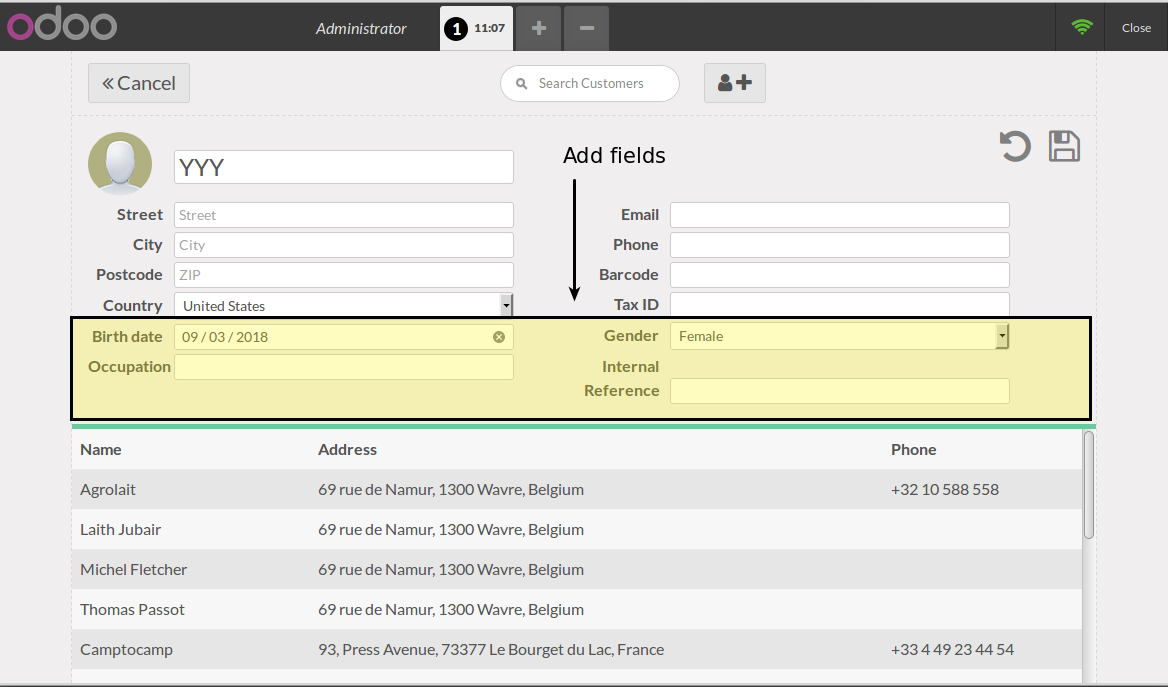 odoo Administrator 1 11:07 Close
Cancel Search Customers
Add fields
YYY
Street Street Email
City City Phone
Postcode ZIP Barcode
Country United States Tax ID
Birth date 09 / 03 / 2018 Gender Female
Occupation Internal
Reference
Name Address Phone
Agrolait 69 rue de Namur, 1300 Wavre, Belgium +32 10 588 558
Laith Jubair 69 rue de Namur, 1300 Wavre, Belgium
Michel Fletcher 69 rue de Namur, 1300 Wavre, Belgium
Thomas Passot 69 rue de Namur, 1300 Wavre, Belgium
Camptocamp 93, Press Avenue, 73377 Le Bourget du Lac, France +33 4 49 23 44 54